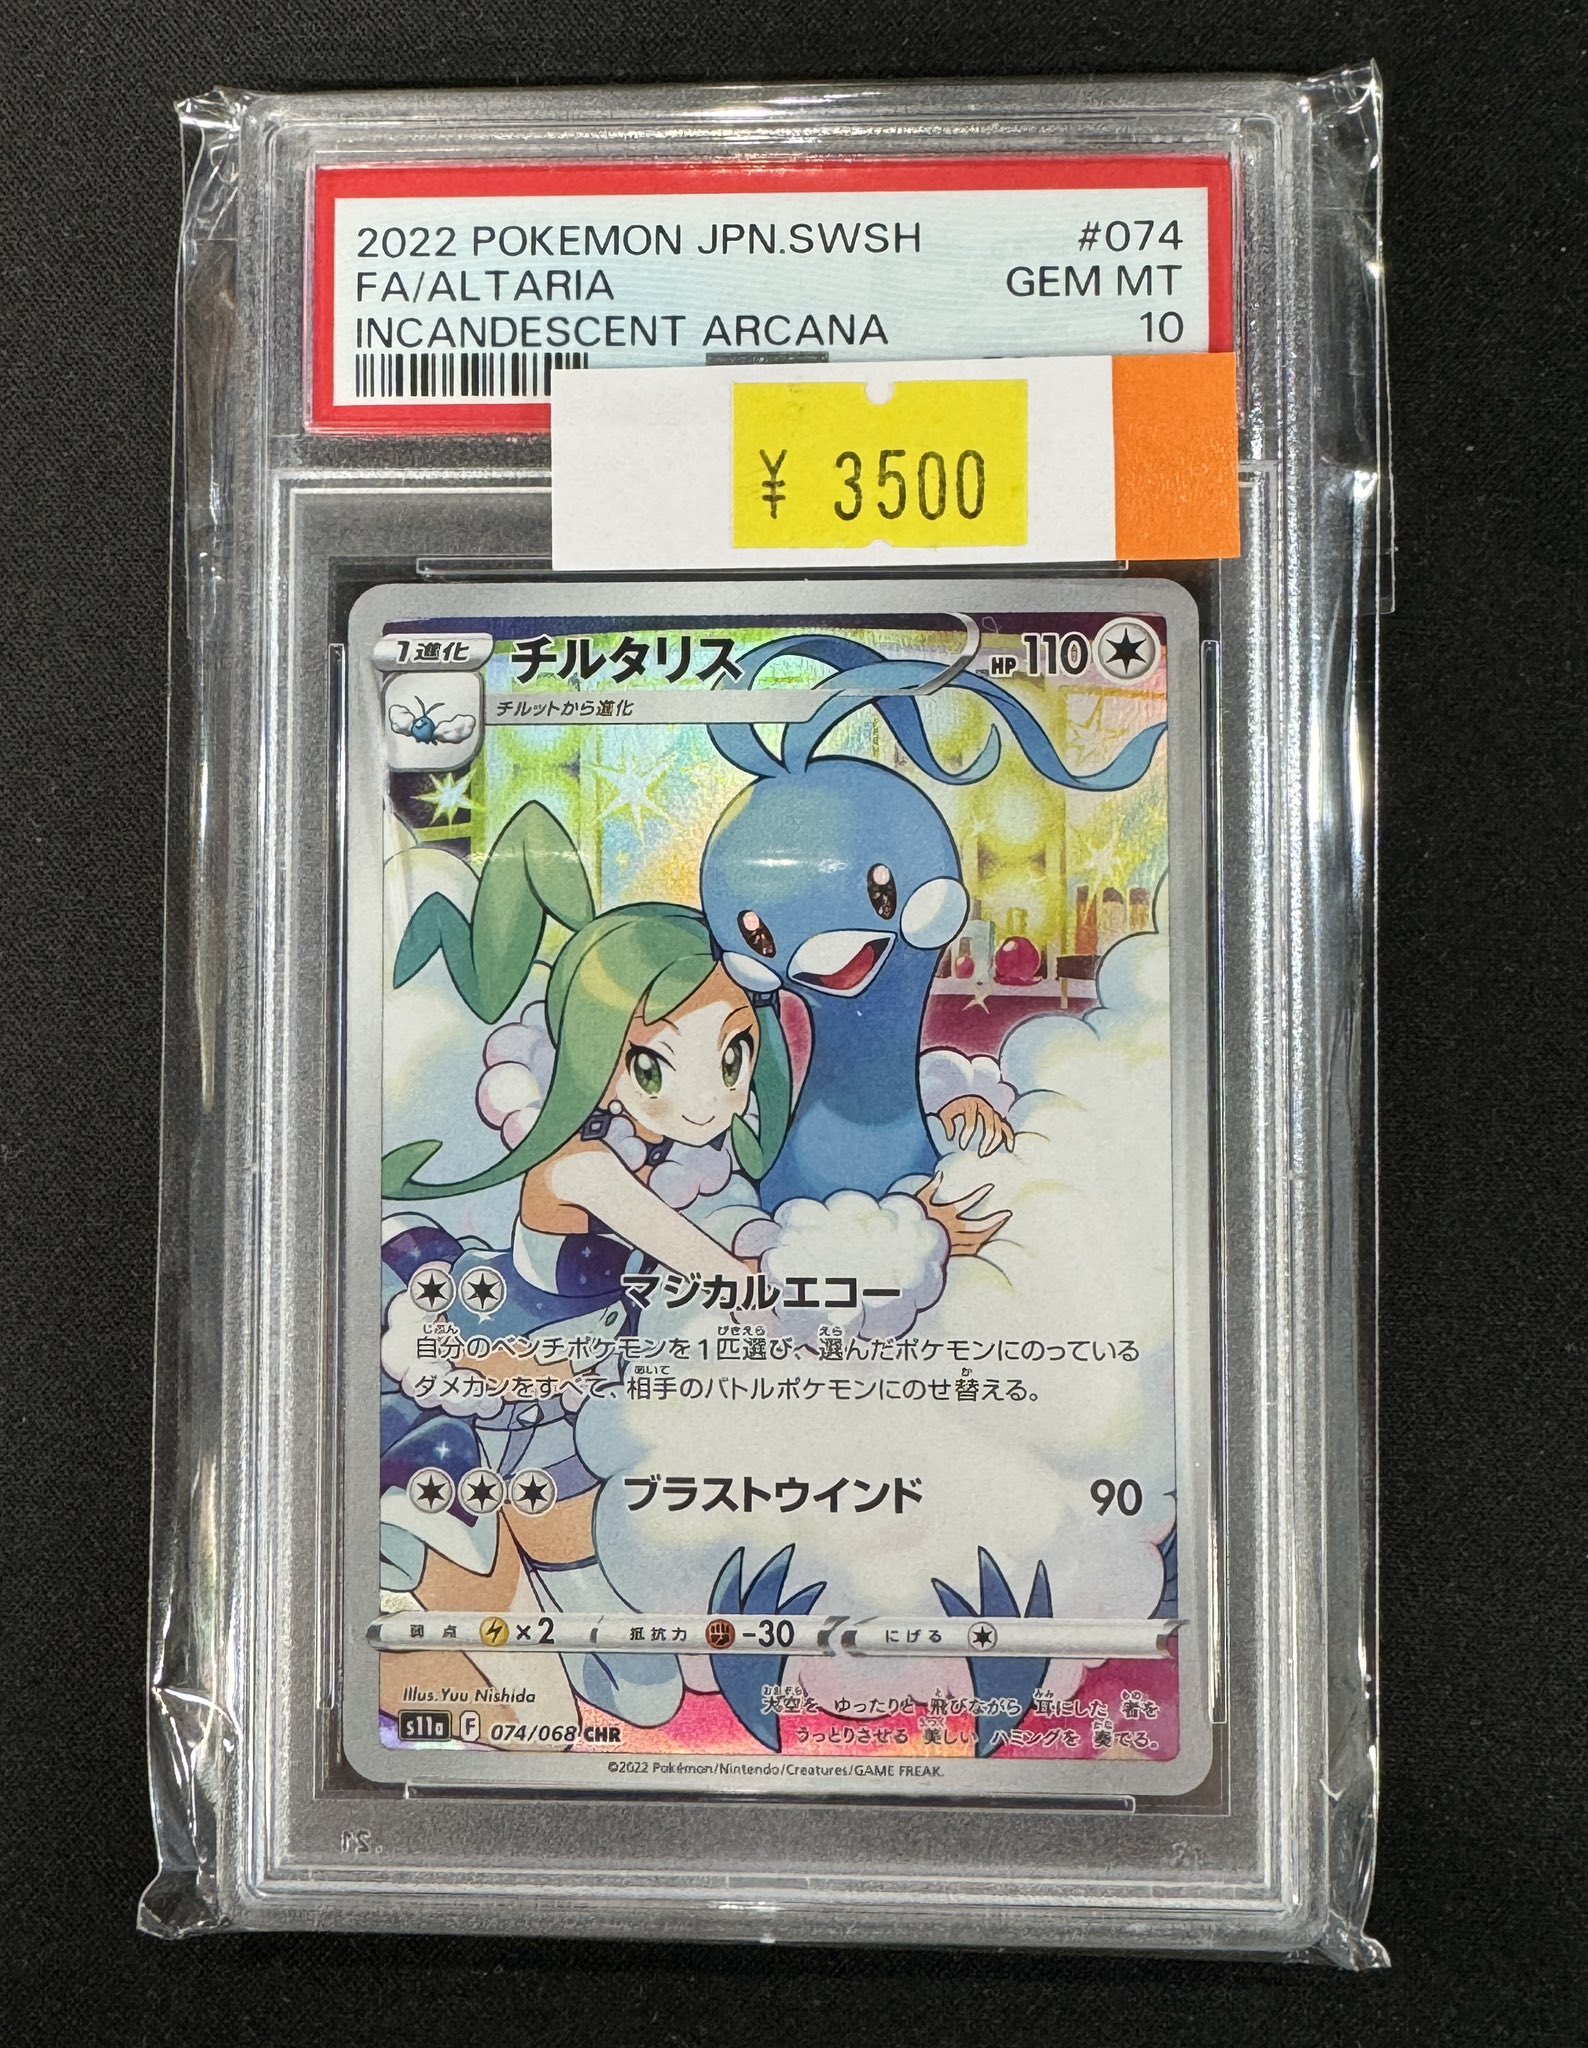 2022 POKEMON JPN.SWSH #074
FA/ALTARIA GEM MT
INCANDESCENT ARCANA 10
¥ 3500
1進化 チルタリス HP 110
チルットから進化
マジカルエコー
自分のベンチポケモンを1匹選び、選んだポケモンにのっている
ダメカンをすべて、相手のバトルポケモンにのせ替える。
ブラストウインド 90
弱点 ×2 抵抗力 -30 にげる
Illus. Yuu Nishida
s11a F 074/068 CHR
大空を ゆったりと 飛びながら 耳にした 者を
うっとりさせる 美しい ハミングを 奏でる。
©2022 Pokémon/Nintendo/Creatures/GAME FREAK.